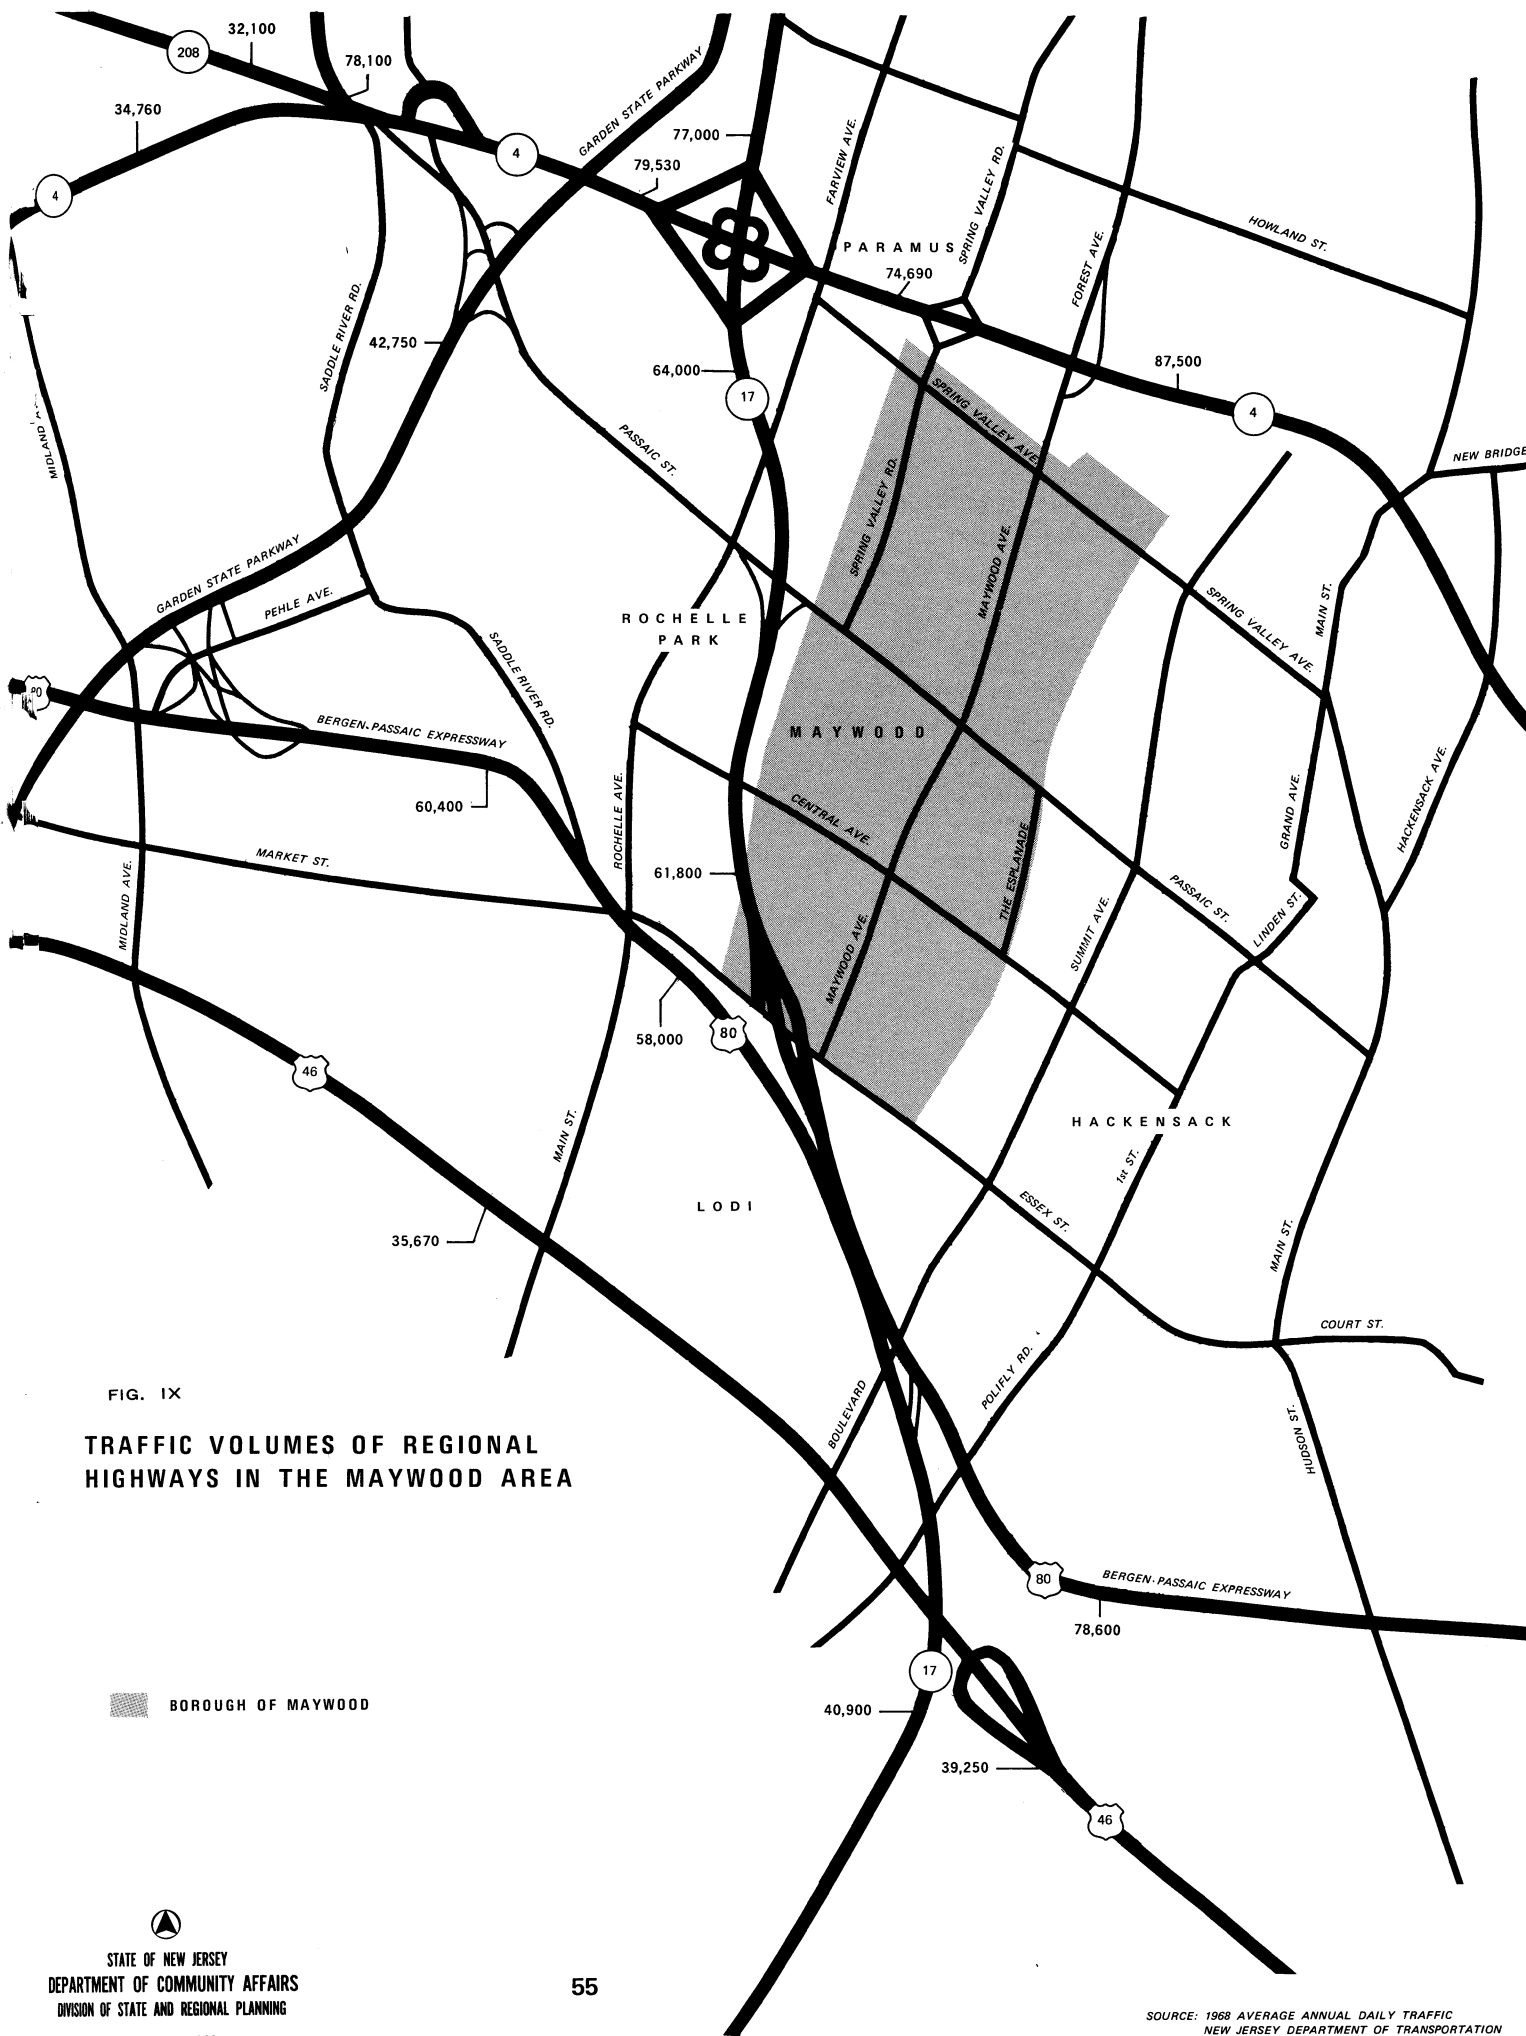 208
32,100
78,100
34,760
4
4
GARDEN STATE PARKWAY
77,000
79,530
FARVIEW AVE.
SPRING VALLEY RD.
PARAMUS
74,690
FOREST AVE.
HOWLAND ST.
SADDLE RIVER RD.
42,750
64,000
17
87,500
4
MIDLAND
PASSAIC ST.
SPRING VALLEY AVE.
SPRING VALLEY RD.
NEW BRIDGE
MAYWOOD AVE.
GARDEN STATE PARKWAY
PEHLE AVE.
ROCHELLE
PARK
SADDLE RIVER RD.
SPRING VALLEY AVE.
MAIN ST.
BERGEN-PASSAIC EXPRESSWAY
MAYWOOD
60,400
ROCHELLE AVE.
CENTRAL AVE.
THE ESPLANADE
GRAND AVE.
HACKENSACK AVE.
MARKET ST.
61,800
MIDLAND AVE.
MAYWOOD AVE.
SUMMIT AVE.
PASSAIC ST.
LINDEN ST.
58,000
80
46
MAIN ST.
HACKENSACK
1st ST.
LODI
ESSEX ST.
35,670
MAIN ST.
COURT ST.
FIG. IX
TRAFFIC VOLUMES OF REGIONAL
HIGHWAYS IN THE MAYWOOD AREA
BOULEVARD
POLIFLY RD.
HUDSON ST.
80
BERGEN-PASSAIC EXPRESSWAY
78,600
17
BOROUGH OF MAYWOOD
40,900
39,250
46
STATE OF NEW JERSEY
DEPARTMENT OF COMMUNITY AFFAIRS
DIVISION OF STATE AND REGIONAL PLANNING
55
SOURCE: 1968 AVERAGE ANNUAL DAILY TRAFFIC
NEW JERSEY DEPARTMENT OF TRANSPORTATION